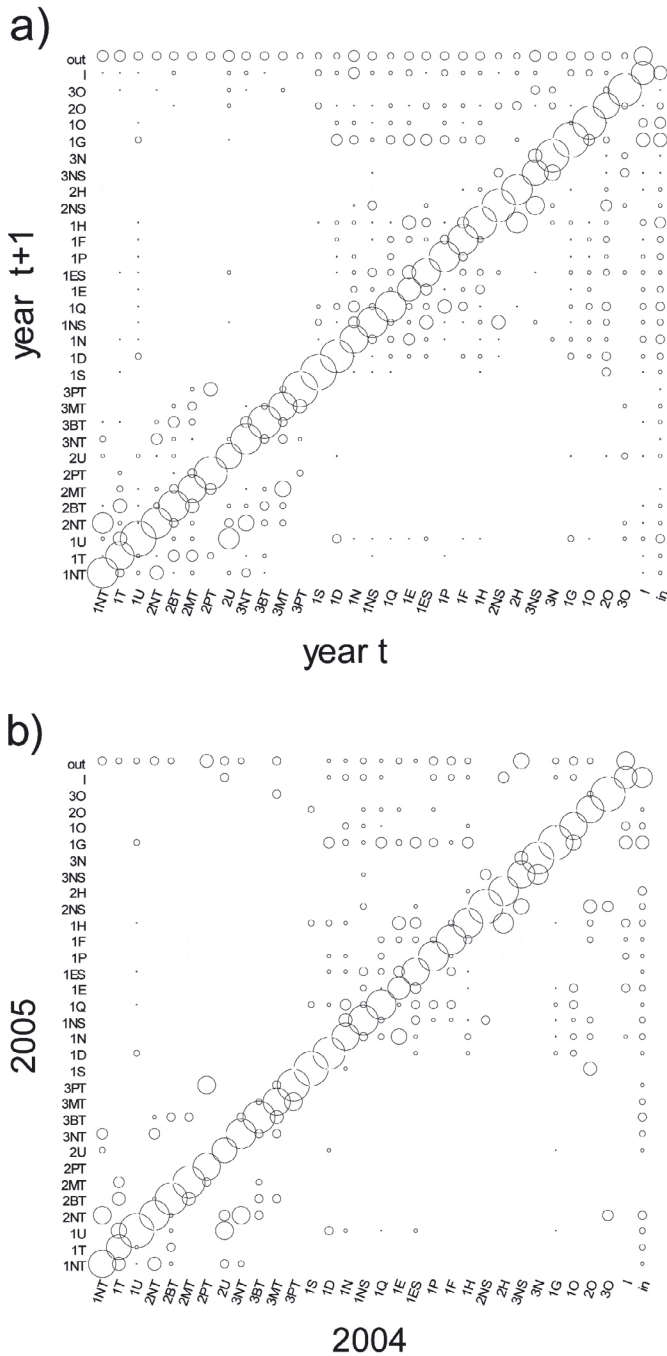 a)
year t+1
out
I
3O
2O
1O
1G
3N
3NS
2H
2NS
1H
1F
1P
1ES
1E
1Q
1NS
1N
1D
1S
3PT
3MT
3BT
3NT
2U
2PT
2MT
2BT
2NT
1U
1T
1NT
1NT 1T 1U 2NT 2BT 2MT 2PT 2U 3NT 3BT 3MT 3PT 1S 1D 1N 1NS 1Q 1E 1ES 1P 1F 1H 2NS 2H 3NS 3N 1G 1O 2O 3O I in
year t
b)
2005
out
I
3O
2O
1O
1G
3N
3NS
2H
2NS
1H
1F
1P
1ES
1E
1Q
1NS
1N
1D
1S
3PT
3MT
3BT
3NT
2U
2PT
2MT
2BT
2NT
1U
1T
1NT
1NT 1T 1U 2NT 2BT 2MT 2PT 2U 3NT 3BT 3MT 3PT 1S 1D 1N 1NS 1Q 1E 1ES 1P 1F 1H 2NS 2H 3NS 3N 1G 1O 2O 3O I in
2004